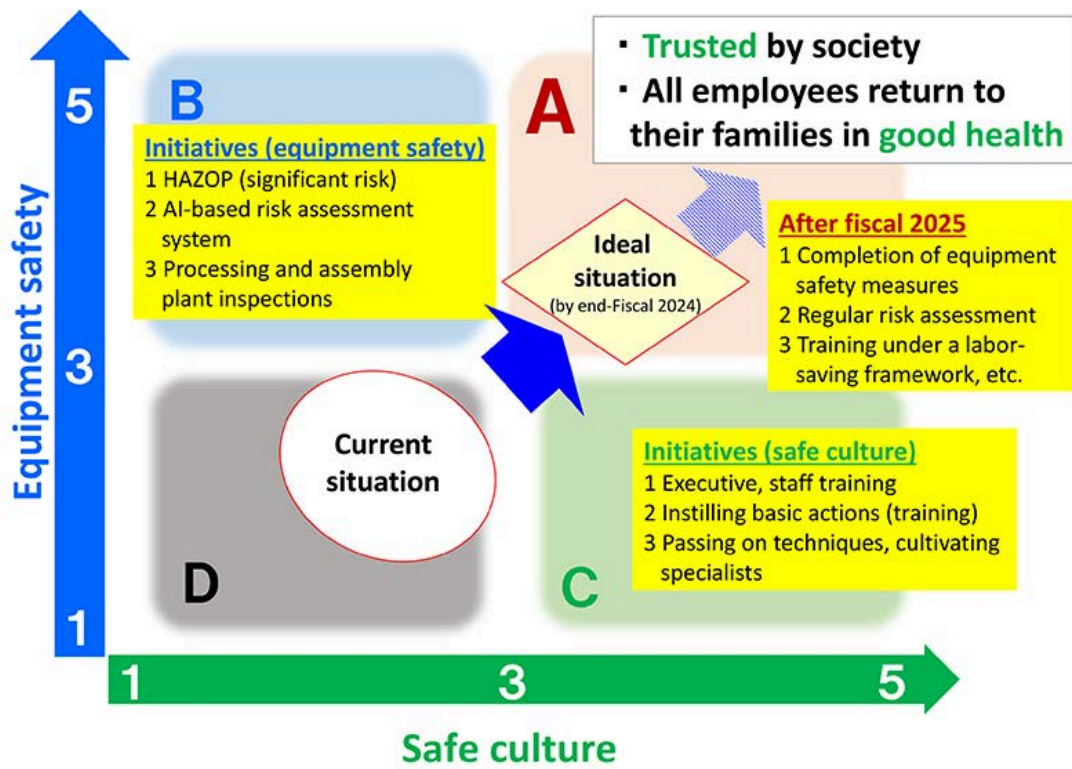 · Trusted by society
· All employees return to
their families in good health
B
A
5
Initiatives (equipment safety)
1 HAZOP (significant risk)
2 AI-based risk assessment
system
3 Processing and assembly
plant inspections
Ideal
situation
(by end-Fiscal 2024)
After fiscal 2025
1 Completion of equipment
safety measures
2 Regular risk assessment
3 Training under a labor-
saving framework, etc.
Equipment safety
3
Current
situation
Initiatives (safe culture)
1 Executive, staff training
2 Instilling basic actions (training)
3 Passing on techniques, cultivating
specialists
D
C
1
1 3 5
Safe culture